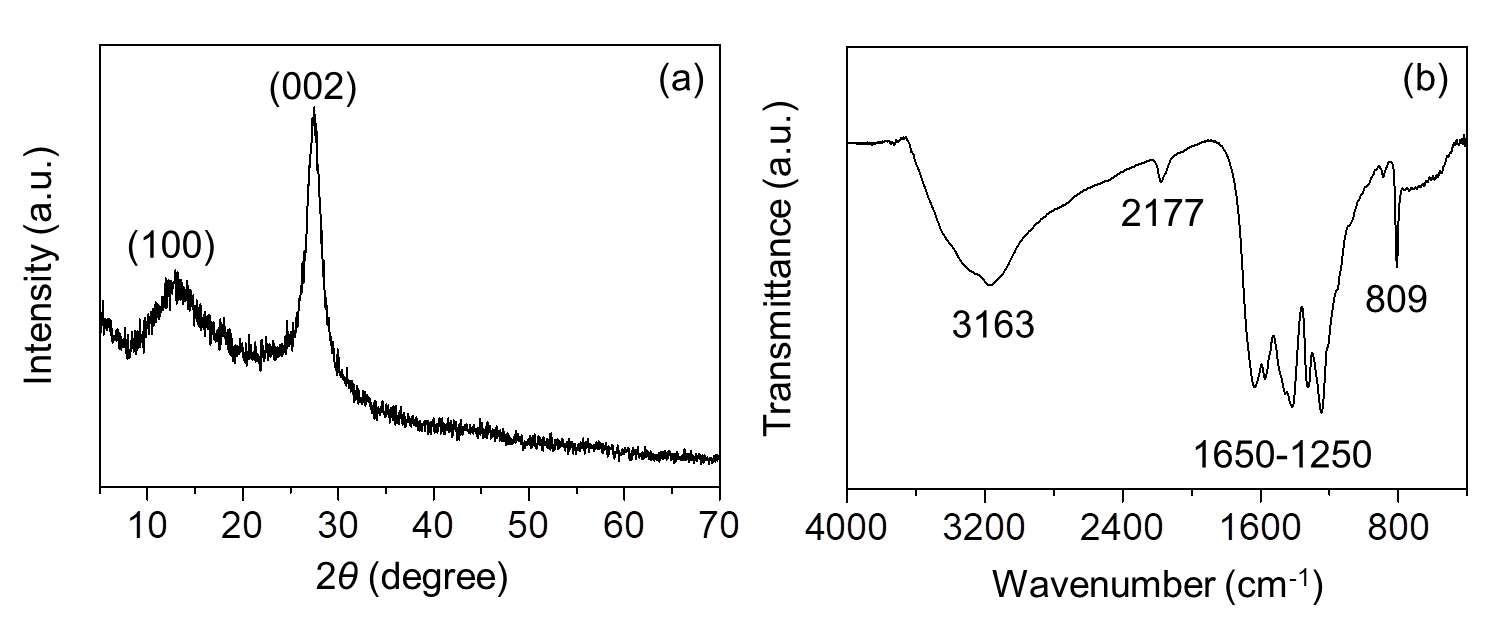 (a)
(002)
(100)
Intensity (a.u.)
10 20 30 40 50 60 70
2θ (degree)
(b)
Transmittance (a.u.)
2177
3163
809
1650-1250
4000 3200 2400 1600 800
Wavenumber (cm⁻¹)